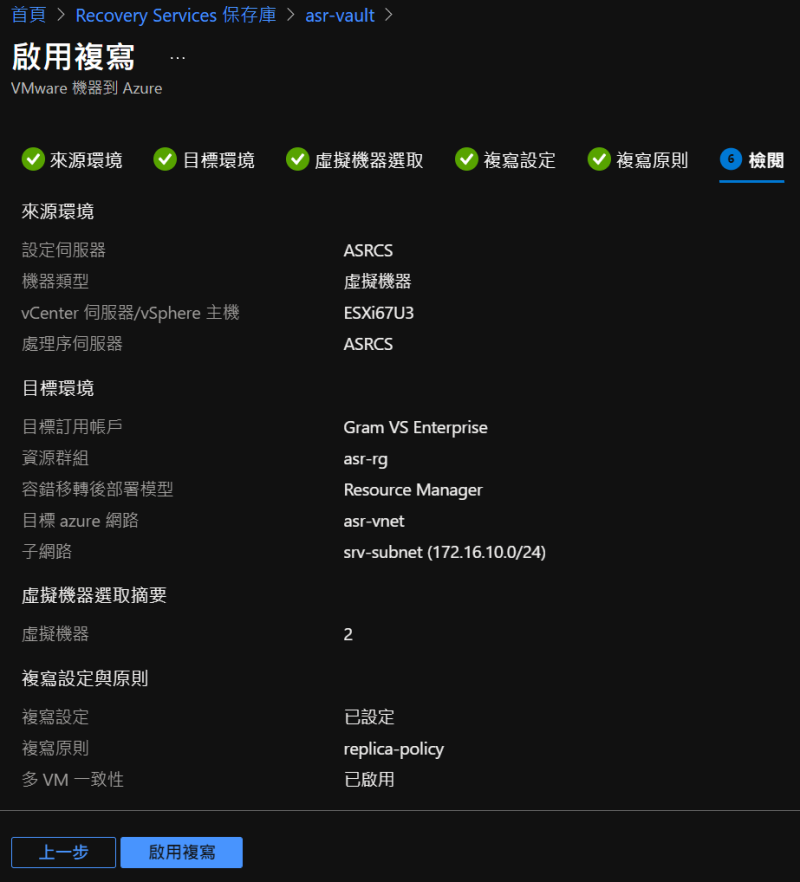 首頁 > Recovery Services 保存庫 > asr-vault >
啟用複寫 ...
VMware 機器到 Azure
來源環境 目標環境 虛擬機器選取 複寫設定 複寫原則 6 檢閱
來源環境
設定伺服器 ASRCS
機器類型 虛擬機器
vCenter 伺服器/vSphere 主機 ESXi67U3
處理序伺服器 ASRCS
目標環境
目標訂用帳戶 Gram VS Enterprise
資源群組 asr-rg
容錯移轉後部署模型 Resource Manager
目標 azure 網路 asr-vnet
子網路 srv-subnet (172.16.10.0/24)
虛擬機器選取摘要
虛擬機器 2
複寫設定與原則
複寫設定 已設定
複寫原則 replica-policy
多 VM 一致性 已啟用
上一步 啟用複寫